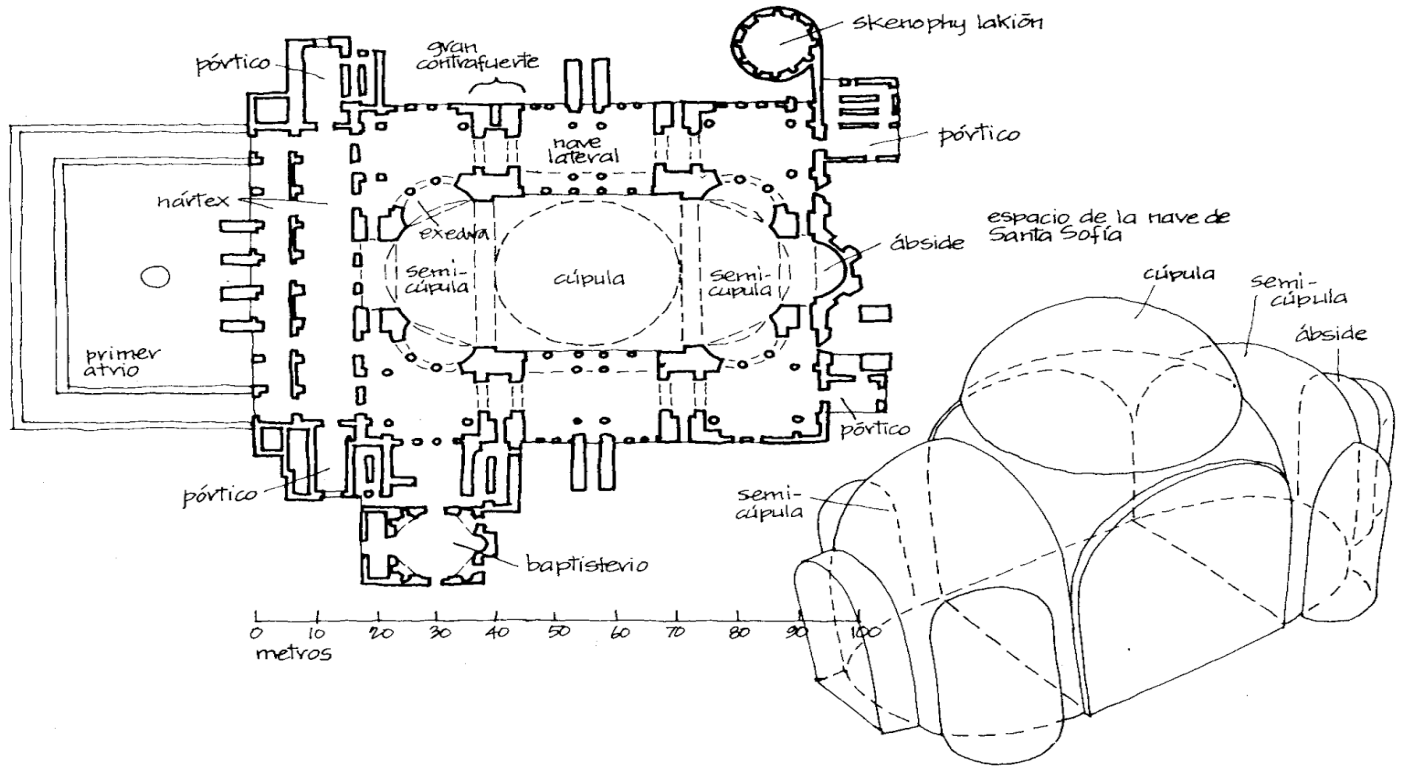 skenophy lakión
pórtico
gran
contrafuerte
pórtico
nave
lateral
nártex
exedra
espacio de la nave de
Santa Sofía
ábside
semi-
cúpula
cúpula
semi-
cupula
cúpula
semi-
cúpula
ábside
primer
atrio
pórtico
pórtico
semi-
cúpula
baptisterio
0 10 20 30 40 50 60 70 80 90 100
metros